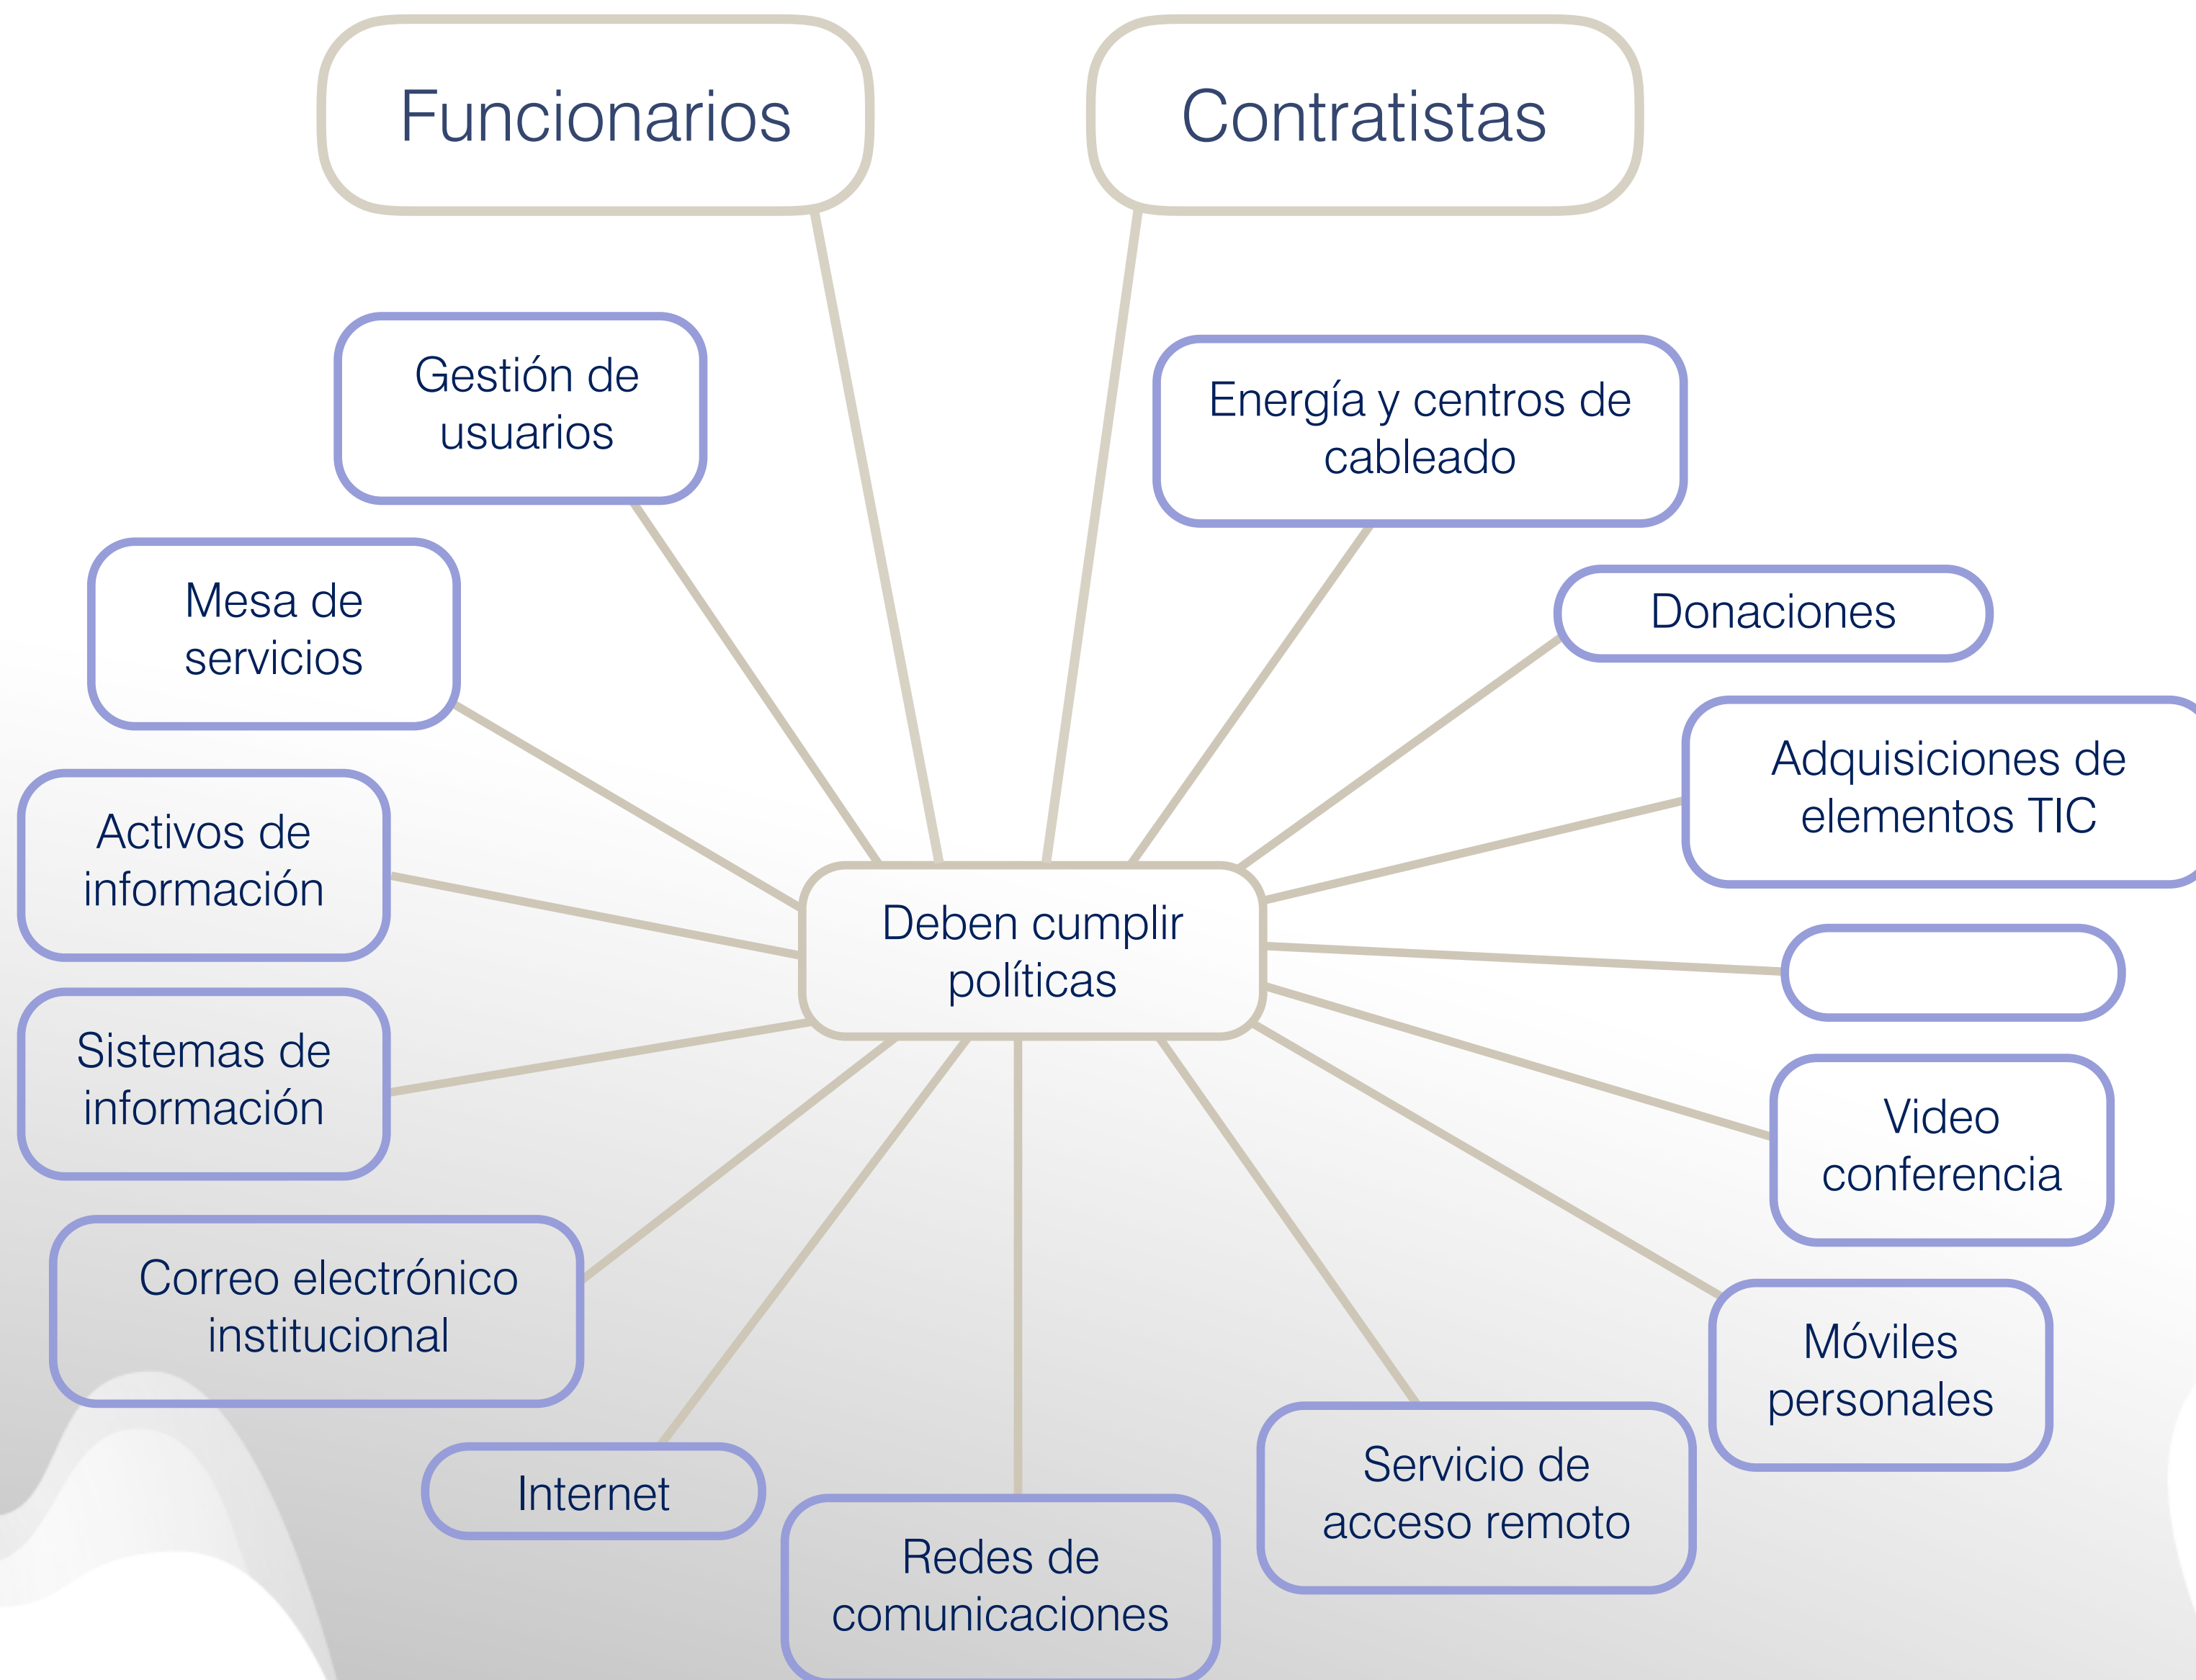 Funcionarios
Contratistas
Gestión de
usuarios
Energía y centros de
cableado
Mesa de
servicios
Donaciones
Adquisiciones de
elementos TIC
Activos de
información
Deben cumplir
políticas
Sistemas de
información
Video
conferencia
Correo electrónico
institucional
Móviles
personales
Internet
Servicio de
acceso remoto
Redes de
comunicaciones